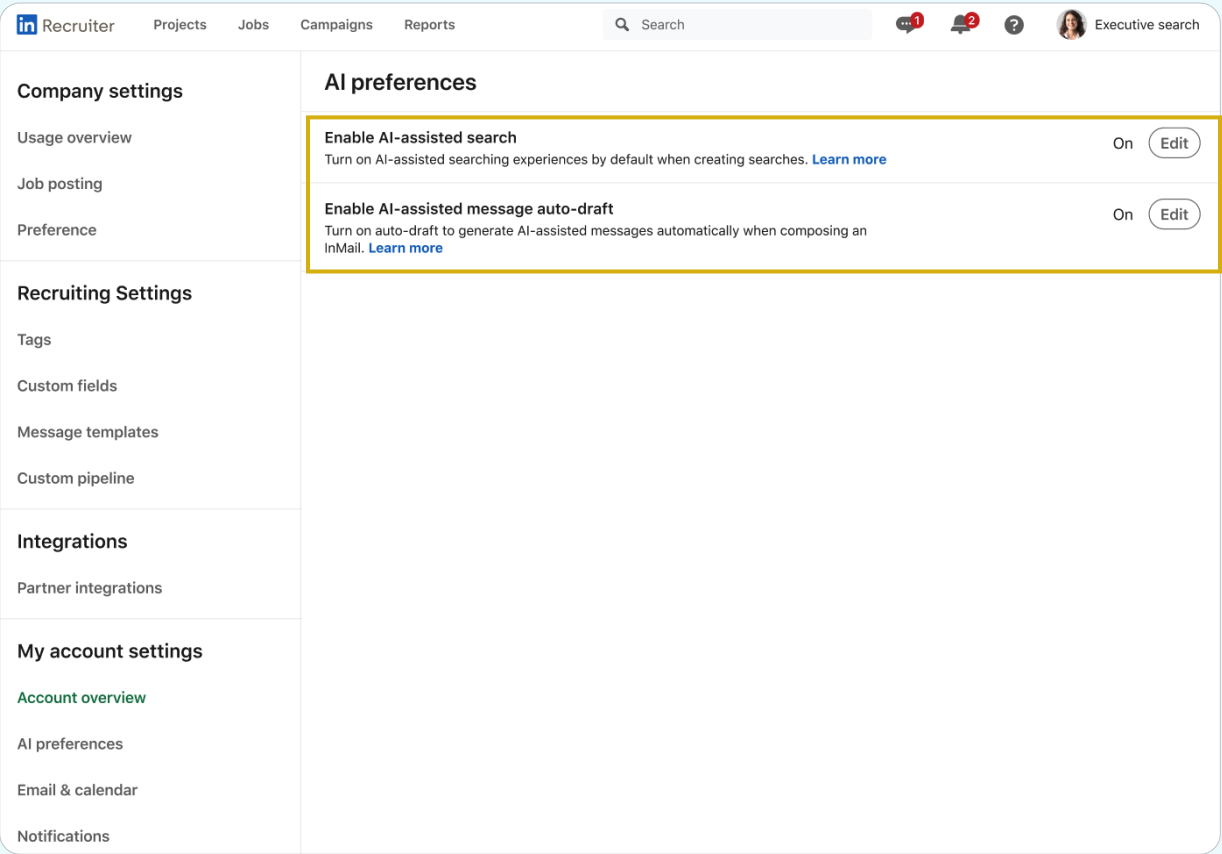 in Recruiter
Projects
Jobs
Campaigns
Reports
Search
1
2
?
Executive search
Company settings
Usage overview
Job posting
Preference
Recruiting Settings
Tags
Custom fields
Message templates
Custom pipeline
Integrations
Partner integrations
My account settings
Account overview
AI preferences
Email & calendar
Notifications
AI preferences
Enable AI-assisted search
Turn on AI-assisted searching experiences by default when creating searches. Learn more
On
Edit
Enable AI-assisted message auto-draft
Turn on auto-draft to generate AI-assisted messages automatically when composing an
InMail. Learn more
On
Edit